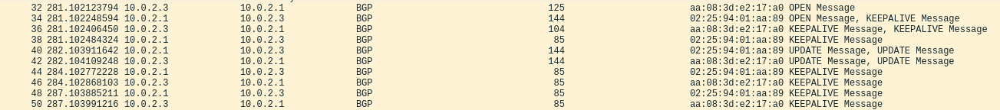 32 281.102123794 10.0.2.3 10.0.2.1 BGP 125 aa:08:3d:e2:17:a0 OPEN Message
34 281.102248594 10.0.2.1 10.0.2.3 BGP 144 02:25:94:01:aa:89 OPEN Message, KEEPALIVE Message
36 281.102406450 10.0.2.3 10.0.2.1 BGP 104 aa:08:3d:e2:17:a0 KEEPALIVE Message, KEEPALIVE Message
38 281.102484324 10.0.2.1 10.0.2.3 BGP 85 02:25:94:01:aa:89 KEEPALIVE Message
40 282.103911642 10.0.2.1 10.0.2.3 BGP 144 02:25:94:01:aa:89 UPDATE Message, UPDATE Message
42 282.104109248 10.0.2.3 10.0.2.1 BGP 144 aa:08:3d:e2:17:a0 UPDATE Message, UPDATE Message
44 284.102772228 10.0.2.1 10.0.2.3 BGP 85 02:25:94:01:aa:89 KEEPALIVE Message
46 284.102868103 10.0.2.3 10.0.2.1 BGP 85 aa:08:3d:e2:17:a0 KEEPALIVE Message
48 287.103885211 10.0.2.1 10.0.2.3 BGP 85 02:25:94:01:aa:89 KEEPALIVE Message
50 287.103991216 10.0.2.3 10.0.2.1 BGP 85 aa:08:3d:e2:17:a0 KEEPALIVE Message